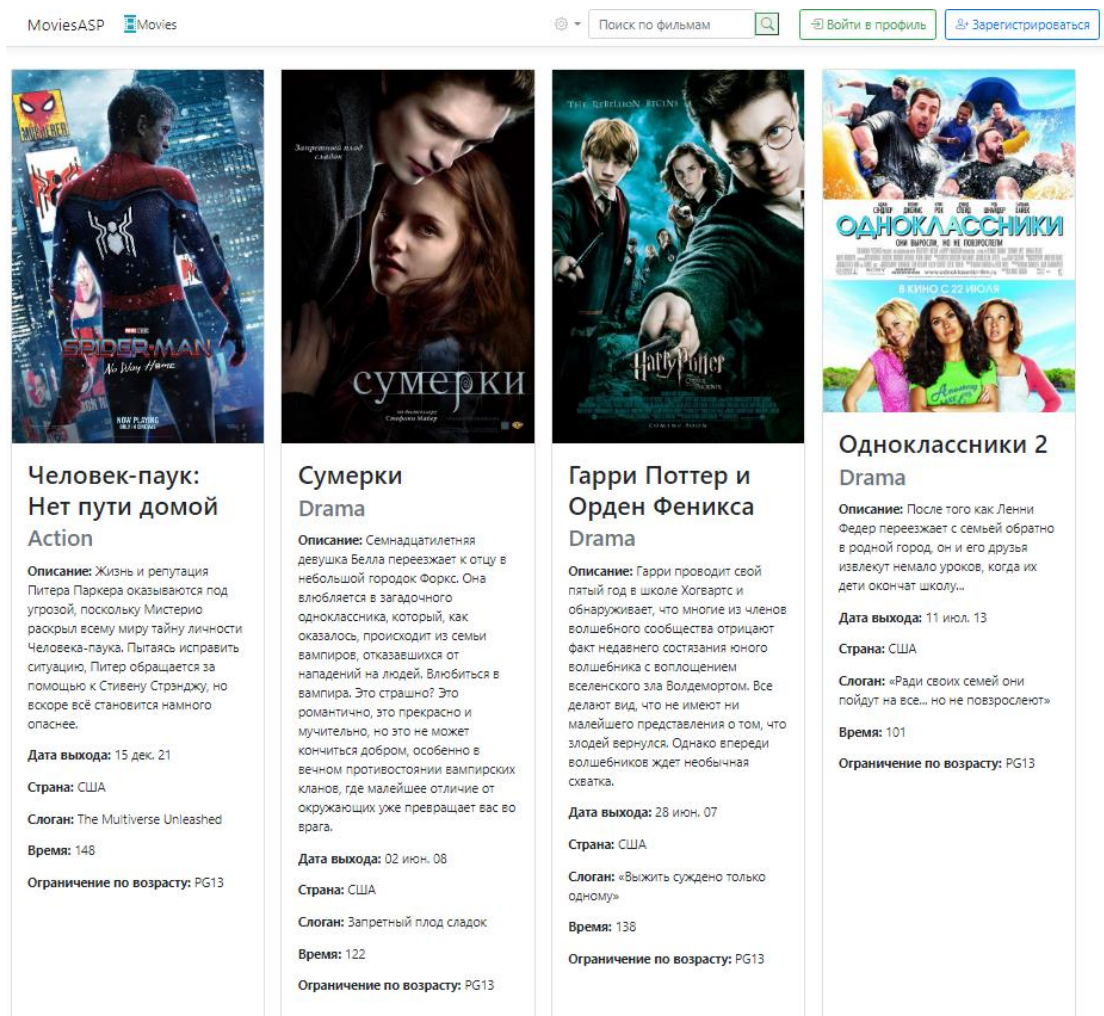 MoviesASP Movies Поиск по фильмам Войти в профиль Зарегистрироваться
SPIDER-MAN
No Way Home
NOW PLAYING
ONLY IN CINEMAS
Человек-паук:
Нет пути домой
Action
Описание: Жизнь и репутация
Питера Паркера оказываются под
угрозой, поскольку Мистерио
раскрыл всему миру тайну личности
Человека-паука. Пытаясь исправить
ситуацию, Питер обращается за
помощью к Стивену Стрэнджу, но
вскоре всё становится намного
опаснее.
Дата выхода: 15 дек. 21
Страна: США
Слоган: The Multiverse Unleashed
Время: 148
Ограничение по возрасту: PG13
Запретный плод
сладок
сумерки
по бестселлеру
Стефани Майер
Сумерки
Drama
Описание: Семнадцатилетняя
девушка Белла переезжает к отцу в
небольшой городок Форкс. Она
влюбляется в загадочного
одноклассника, который, как
оказалось, происходит из семьи
вампиров, отказавшихся от
нападений на людей. Влюбиться в
вампира. Это страшно? Это
романтично, это прекрасно и
мучительно, но это не может
кончиться добром, особенно в
вечном противостоянии вампирских
кланов, где малейшее отличие от
окружающих уже превращает вас во
врага.
Дата выхода: 02 июн. 08
Страна: США
Слоган: Запретный плод сладок
Время: 122
Ограничение по возрасту: PG13
THE REBELLION BEGINS
Harry Potter
COMING SOON
Гарри Поттер и
Орден Феникса
Drama
Описание: Гарри проводит свой
пятый год в школе Хогвартс и
обнаруживает, что многие из членов
волшебного сообщества отрицают
факт недавнего состязания юного
волшебника с воплощением
вселенского зла Волдемортом. Все
делают вид, что не имеют ни
малейшего представления о том, что
злодей вернулся. Однако впереди
волшебников ждет необычная
схватка.
Дата выхода: 28 июн. 07
Страна: США
Слоган: «Выжить суждено только
одному»
Время: 138
Ограничение по возрасту: PG13
ОДНОКЛАССНИКИ
ОНИ ВЫРОСЛИ, НО НЕ ПОВЗРОСЛЕЛИ
В КИНО С 22 ИЮЛЯ
Одноклассники 2
Drama
Описание: После того как Ленни
Федер переезжает с семьей обратно
в родной город, он и его друзья
извлекут немало уроков, когда их
дети окончат школу...
Дата выхода: 11 июл. 13
Страна: США
Слоган: «Ради своих семей они
пойдут на все... но не повзрослеют»
Время: 101
Ограничение по возрасту: PG13